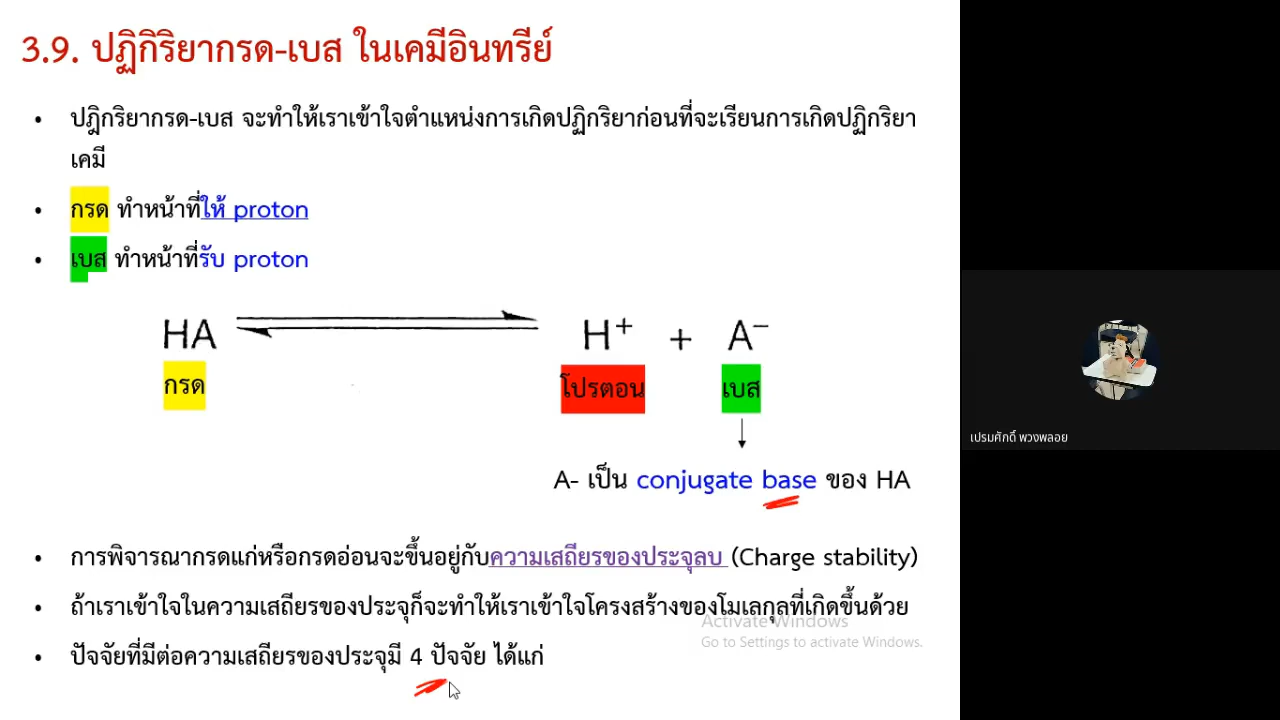 3.9. ปฏิกิริยากรด-เบส ในเคมีอินทรีย์
• ปฎิกริยากรด-เบส จะทำให้เราเข้าใจตำแหน่งการเกิดปฏิกริยาก่อนที่จะเรียนการเกิดปฏิกริยา
เคมี
• กรด ทำหน้าที่ให้ proton
• เบส ทำหน้าที่รับ proton
HA H⁺ + A⁻
กรด โปรตอน เบส
A- เป็น conjugate base ของ HA
• การพิจารณากรดแก่หรือกรดอ่อนจะขึ้นอยู่กับความเสถียรของประจุลบ (Charge stability)
• ถ้าเราเข้าใจในความเสถียรของประจุก็จะทำให้เราเข้าใจโครงสร้างของโมเลกุลที่เกิดขึ้นด้วย
• ปัจจัยที่มีต่อความเสถียรของประจุมี 4 ปัจจัย ได้แก่
Activate Windows
Go to Settings to activate Windows.
เปรมศักดิ์ พวงพลอย